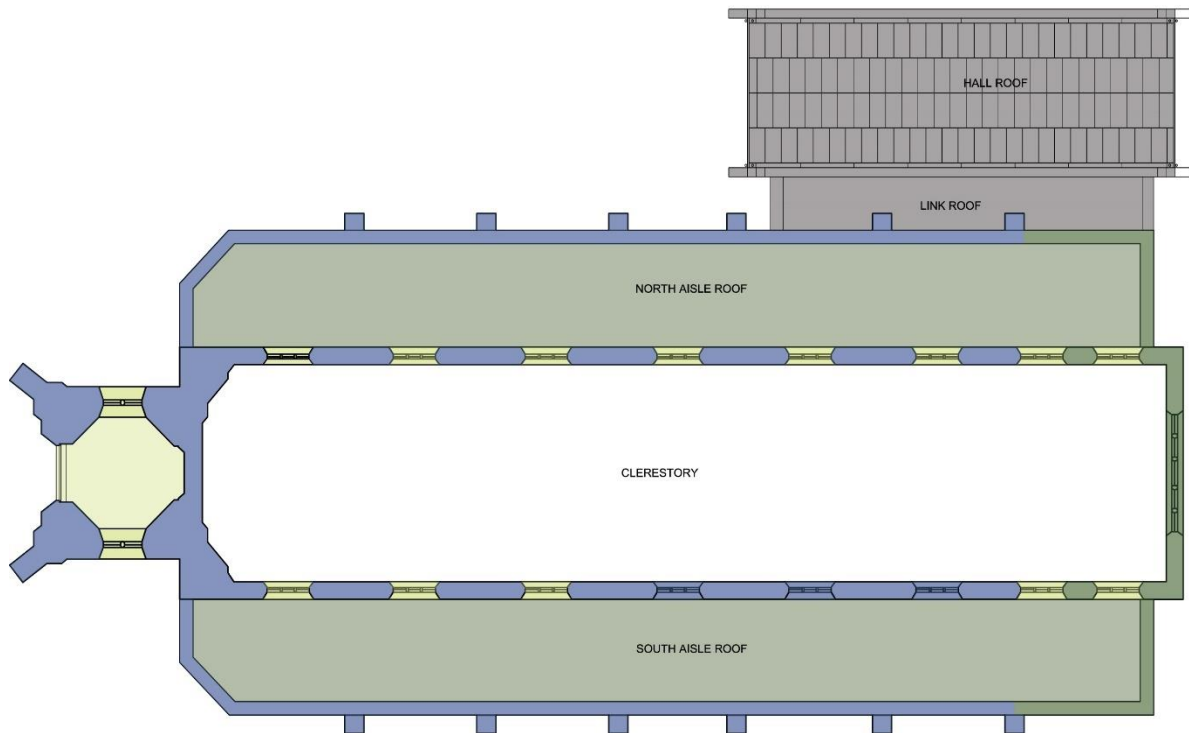 HALL ROOF
LINK ROOF
NORTH AISLE ROOF
CLERESTORY
SOUTH AISLE ROOF